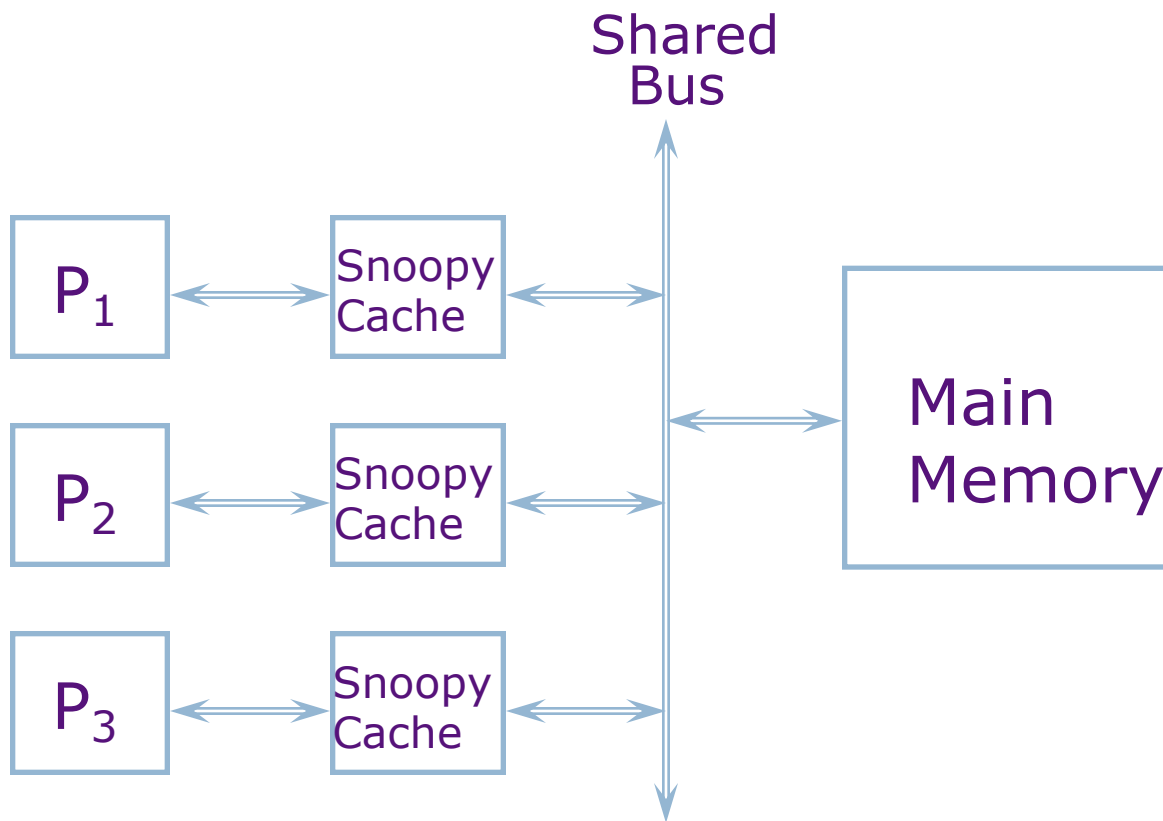 Shared
Bus
P1
Snoopy
Cache
P2
Snoopy
Cache
P3
Snoopy
Cache
Main
Memory